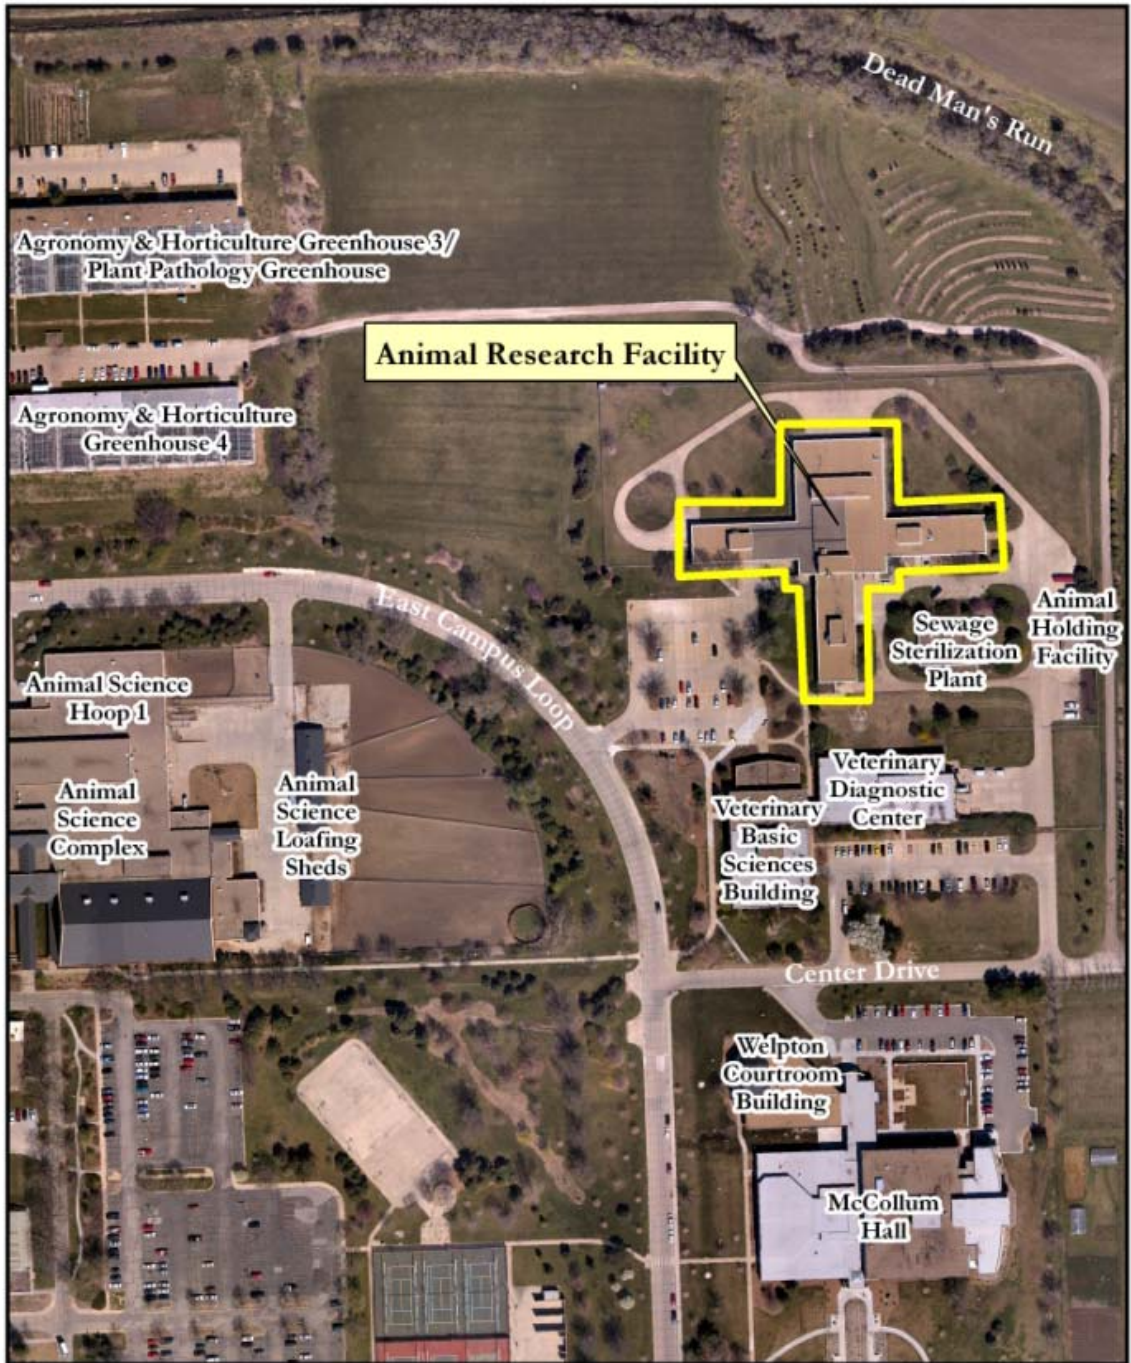 Dead Man's Run
Agronomy & Horticulture Greenhouse 3/
Plant Pathology Greenhouse
Animal Research Facility
Agronomy & Horticulture
Greenhouse 4
East Campus Loop
Animal
Holding
Facility
Sewage
Sterilization
Plant
Animal Science
Hoop 1
Animal
Science
Complex
Animal
Science
Loafing
Sheds
Veterinary
Diagnostic
Center
Veterinary
Basic
Sciences
Building
Center Drive
Welpton
Courtroom
Building
McCollum
Hall